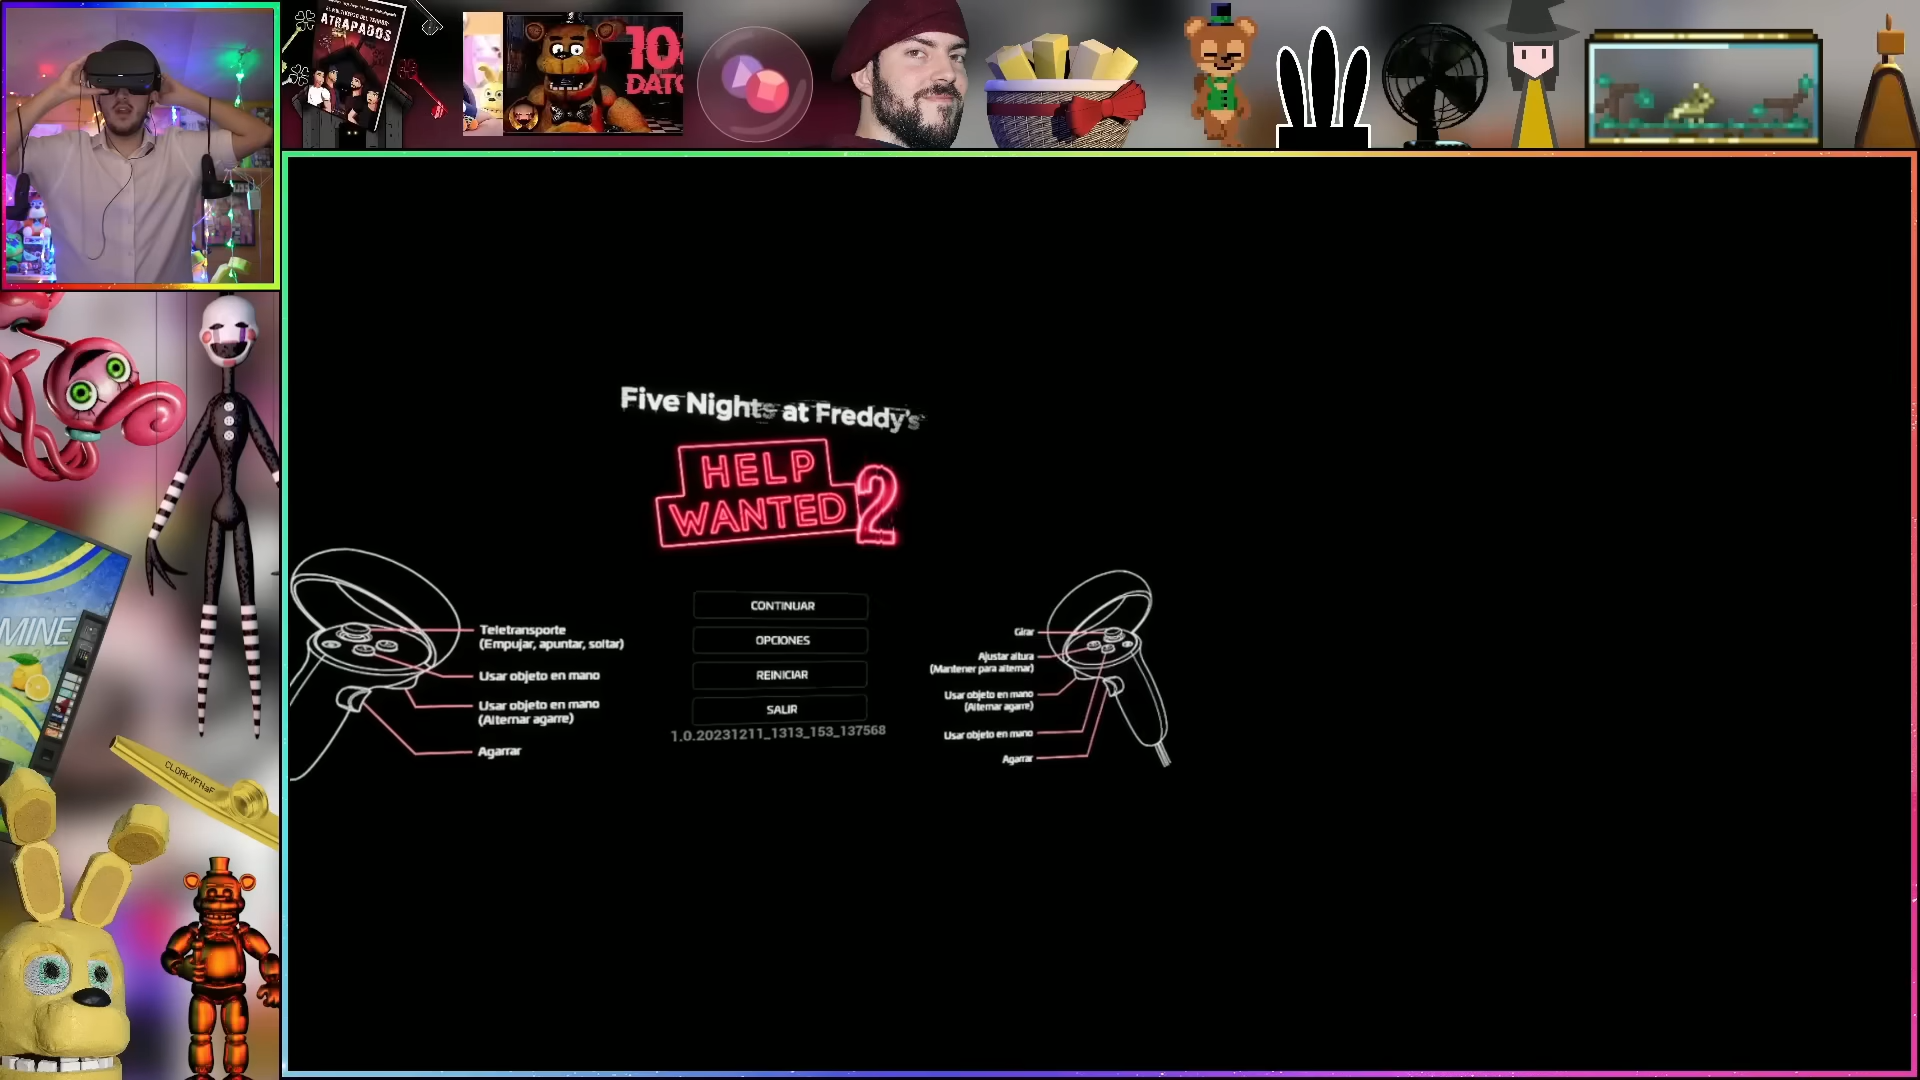 ATRAPADOS
10
DATO
Five Nights at Freddy's
HELP
WANTED 2
CONTINUAR
OPCIONES
REINICIAR
SALIR
1.0.20231211_1313_153_137568
Teletransporte
(Empujar, apuntar, soltar)
Usar objeto en mano
Usar objeto en mano
(Alternar agarre)
Agarrar
Girar
Ajustar altura
(Mantener para alternar)
Usar objeto en mano
(Alternar agarre)
Usar objeto en mano
Agarrar
MINE